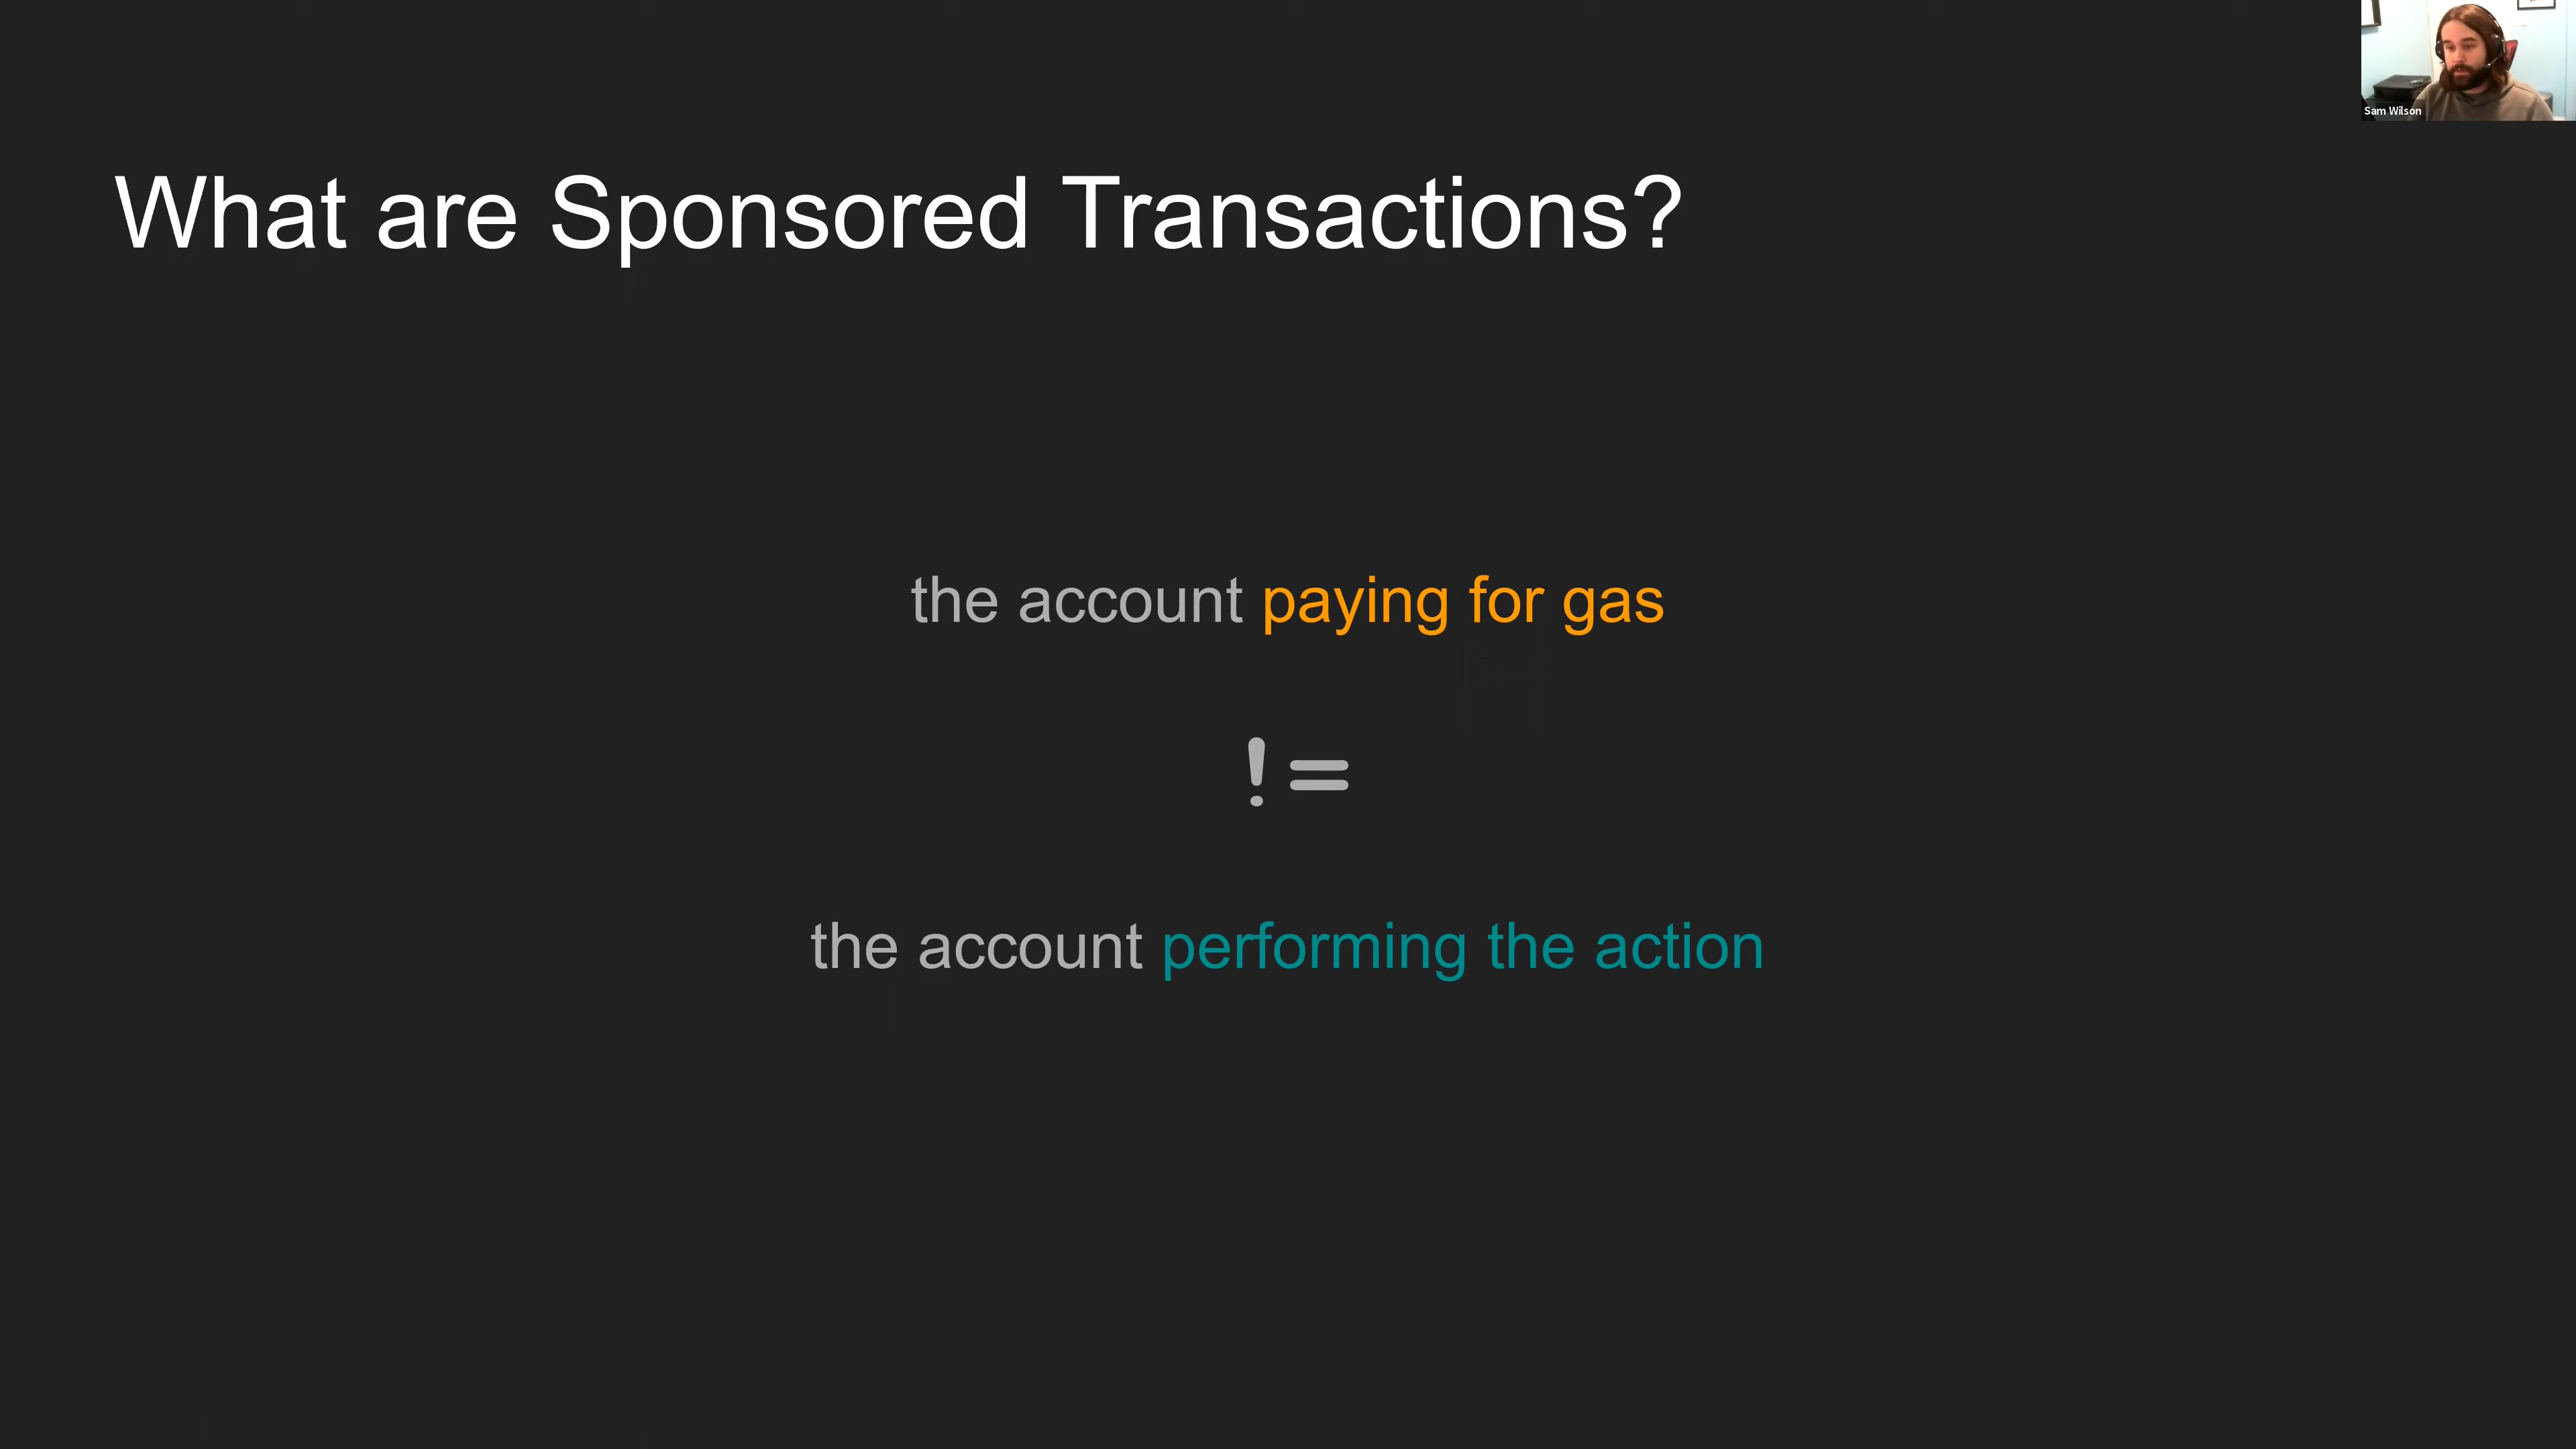 Sam Wilson
What are Sponsored Transactions?
the account paying for gas
!=
the account performing the action